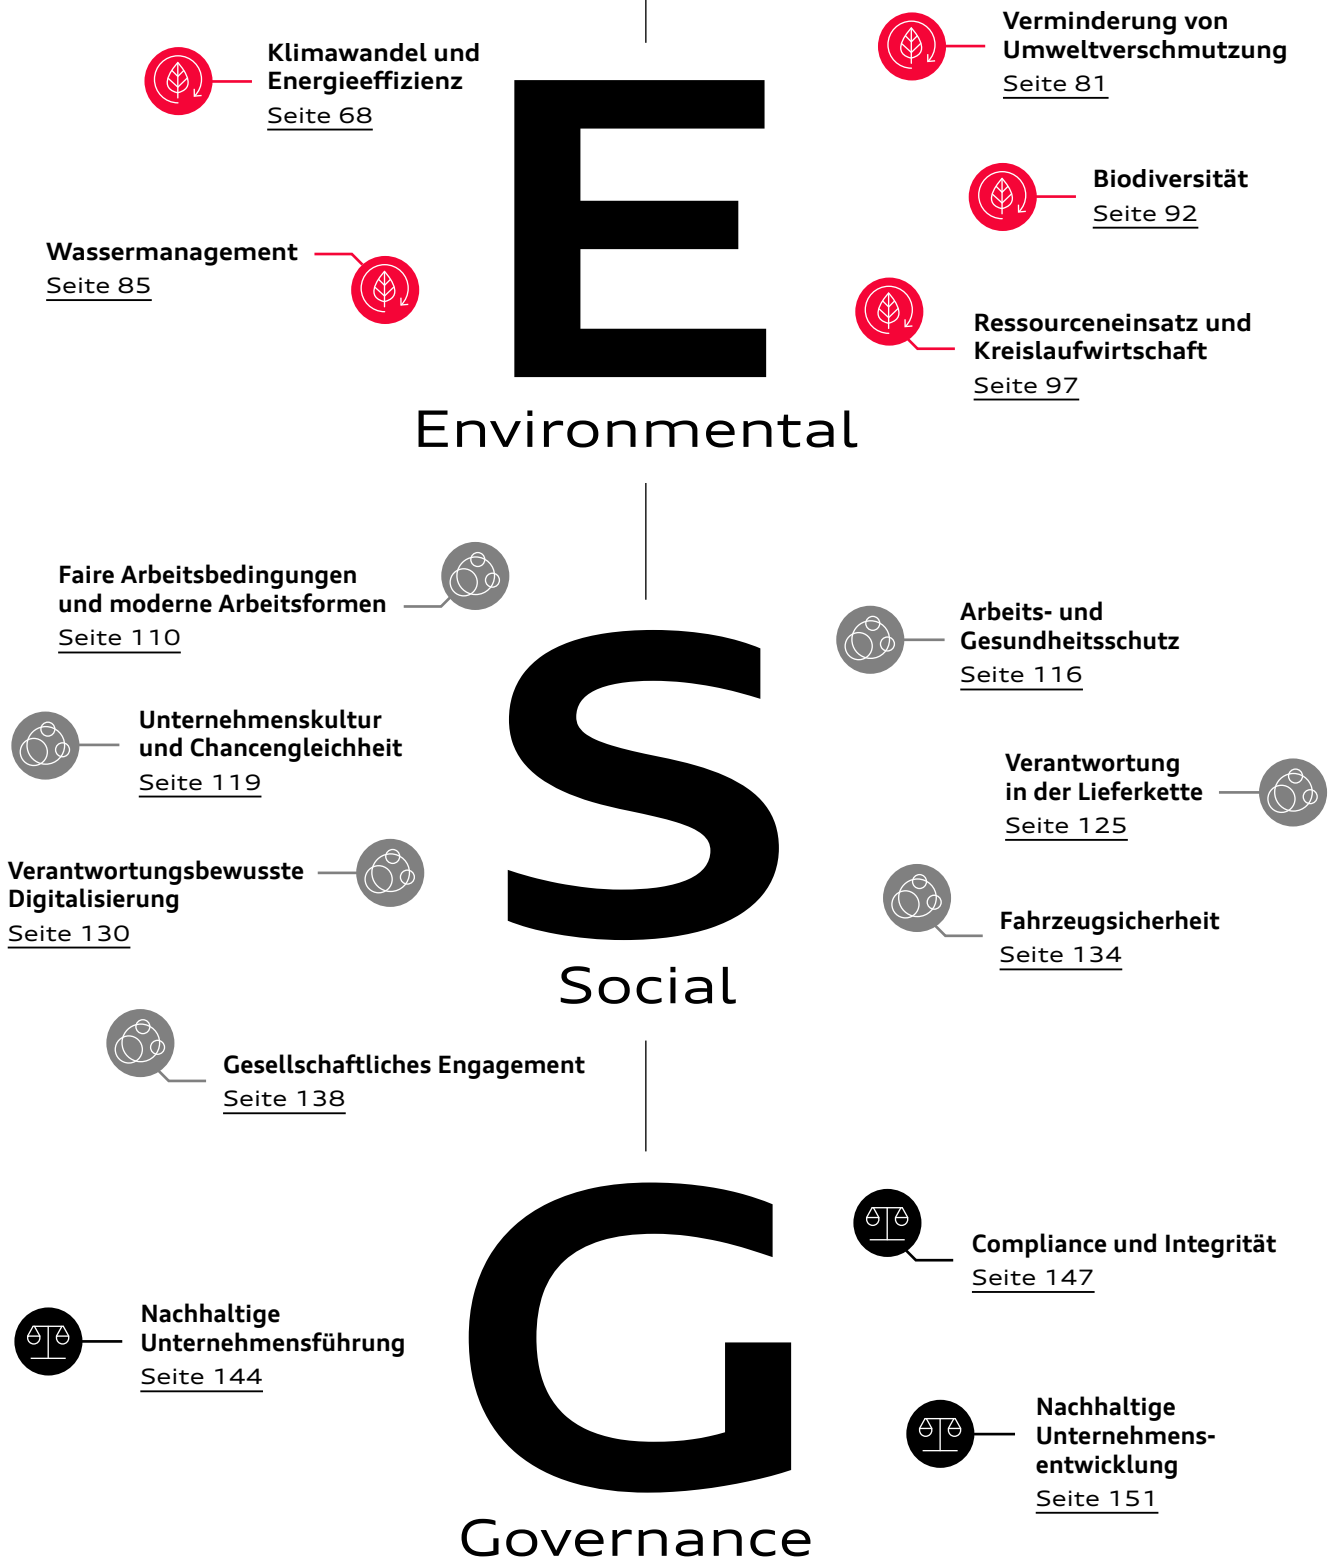 Klimawandel und
Energieeffizienz
Seite 68
Verminderung von
Umweltverschmutzung
Seite 81
Biodiversität
Seite 92
Wassermanagement
Seite 85
Ressourceneinsatz und
Kreislaufwirtschaft
Seite 97
E
Environmental
Faire Arbeitsbedingungen
und moderne Arbeitsformen
Seite 110
Arbeits- und
Gesundheitsschutz
Seite 116
Unternehmenskultur
und Chancengleichheit
Seite 119
Verantwortung
in der Lieferkette
Seite 125
Verantwortungsbewusste
Digitalisierung
Seite 130
Fahrzeugsicherheit
Seite 134
S
Social
Gesellschaftliches Engagement
Seite 138
Compliance und Integrität
Seite 147
Nachhaltige
Unternehmensführung
Seite 144
Nachhaltige
Unternehmens-
entwicklung
Seite 151
G
Governance